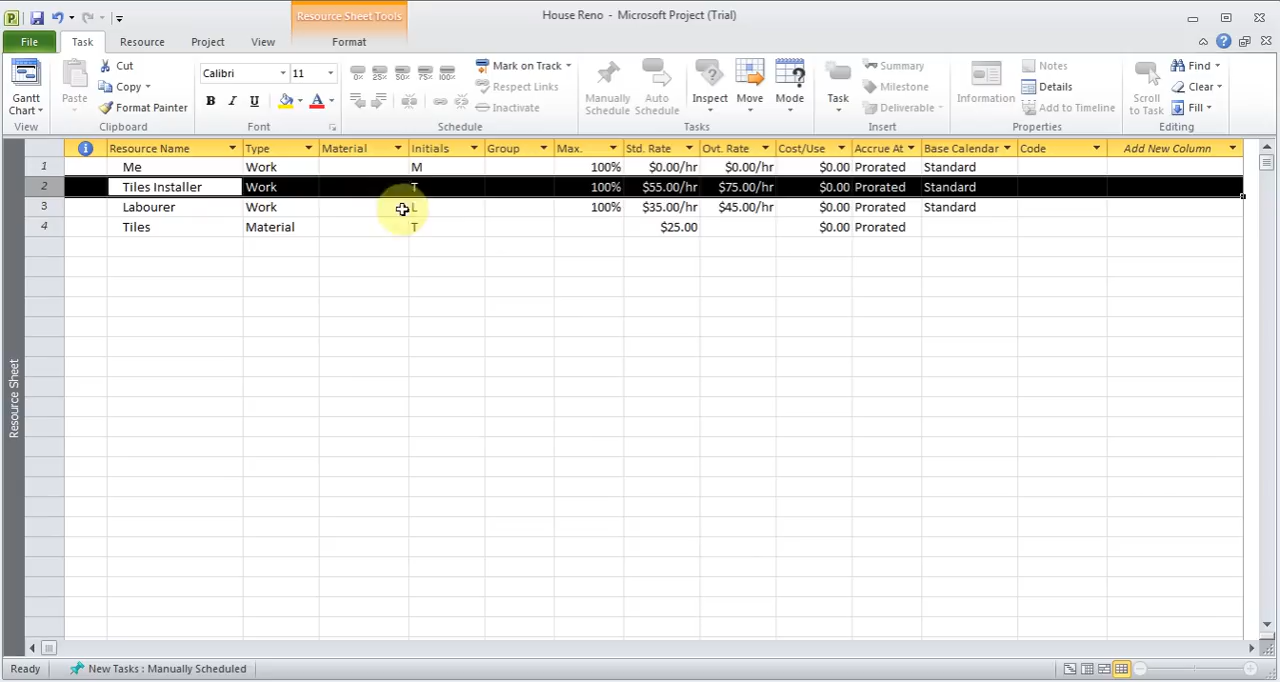 Resource Sheet Tools
House Reno - Microsoft Project (Trial)
File Task Resource Project View Format
Gantt Chart
View
Paste
Cut
Copy
Format Painter
Clipboard
Calibri 11
B I U A
Font
0% 25% 50% 75% 100%
Mark on Track
Respect Links
Inactivate
Schedule
Manually Schedule
Auto Schedule
Inspect
Move
Mode
Tasks
Task
Summary
Milestone
Deliverable
Insert
Information
Notes
Details
Add to Timeline
Properties
Scroll to Task
Find
Clear
Fill
Editing
Resource Name Type Material Initials Group Max. Std. Rate Ovt. Rate Cost/Use Accrue At Base Calendar Code Add New Column
1 Me Work M 100% $0.00/hr $0.00/hr $0.00 Prorated Standard
2 Tiles Installer Work T 100% $55.00/hr $75.00/hr $0.00 Prorated Standard
3 Labourer Work L 100% $35.00/hr $45.00/hr $0.00 Prorated Standard
4 Tiles Material T $25.00 $0.00 Prorated
Resource Sheet
Ready New Tasks : Manually Scheduled